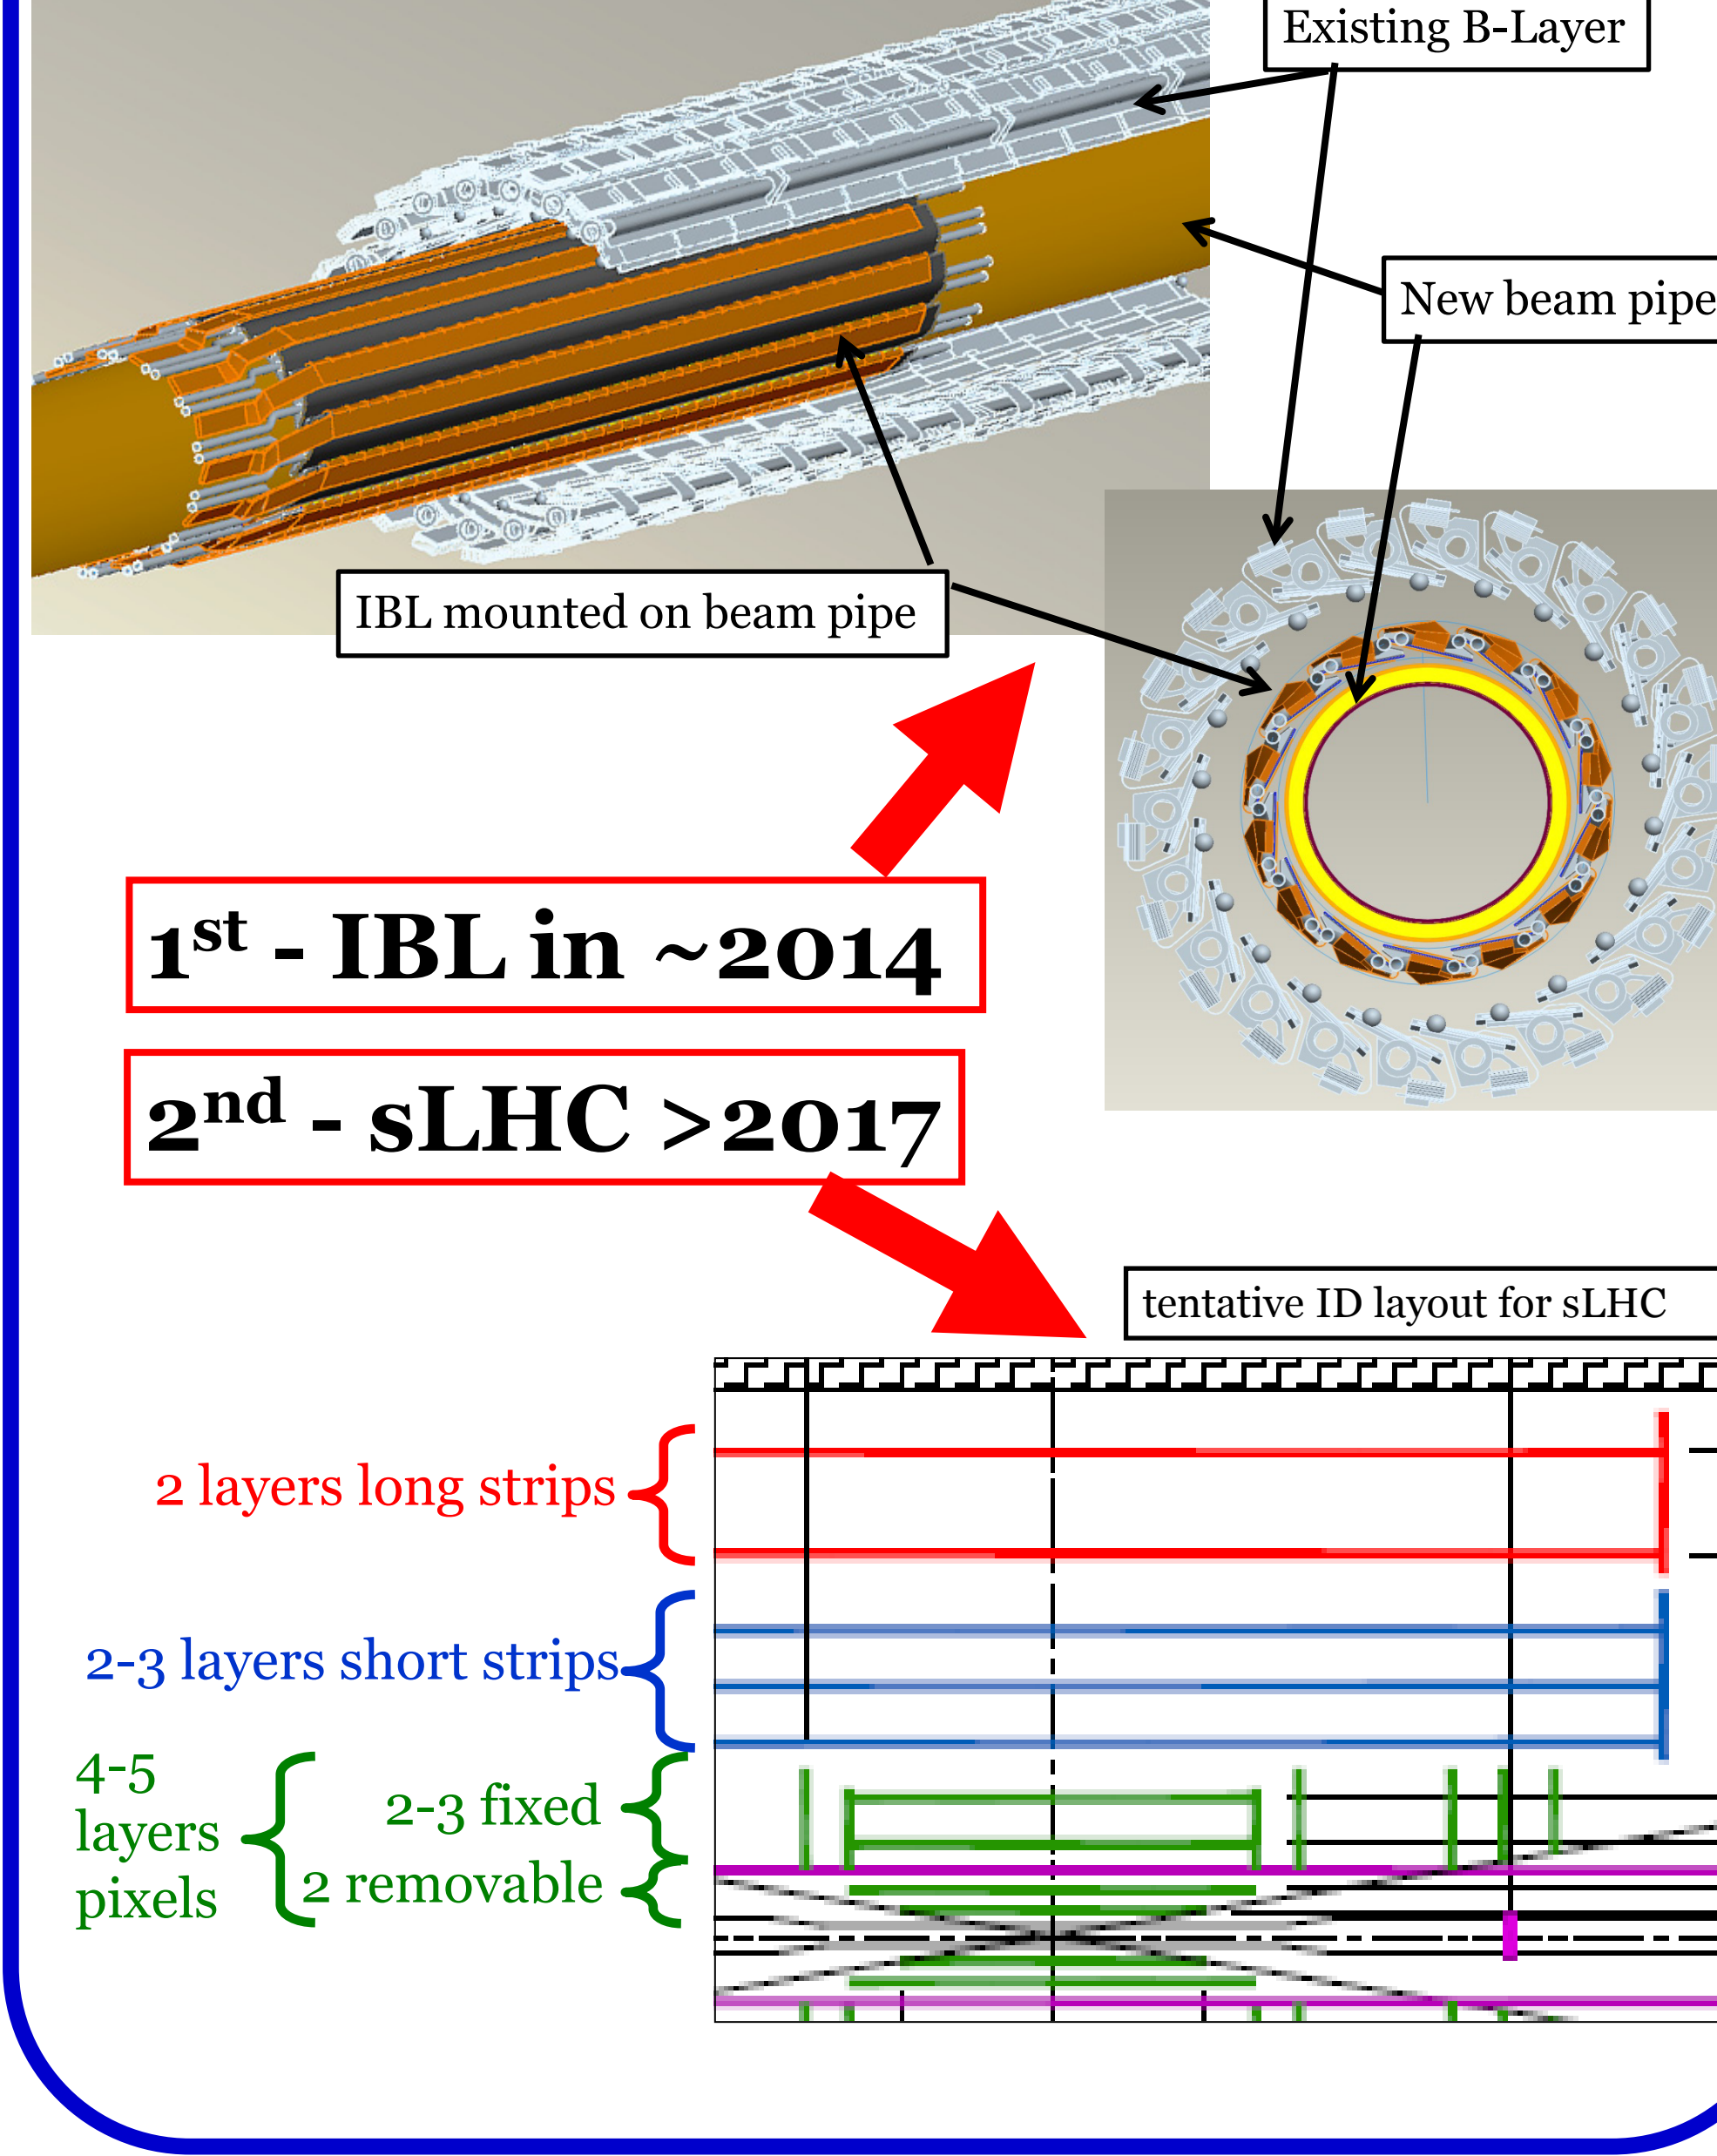 Existing B-Layer
New beam pipe
IBL mounted on beam pipe
1st - IBL in ~2014
2nd - sLHC >2017
tentative ID layout for sLHC
2 layers long strips
2-3 layers short strips
4-5
layers
pixels
2-3 fixed
2 removable